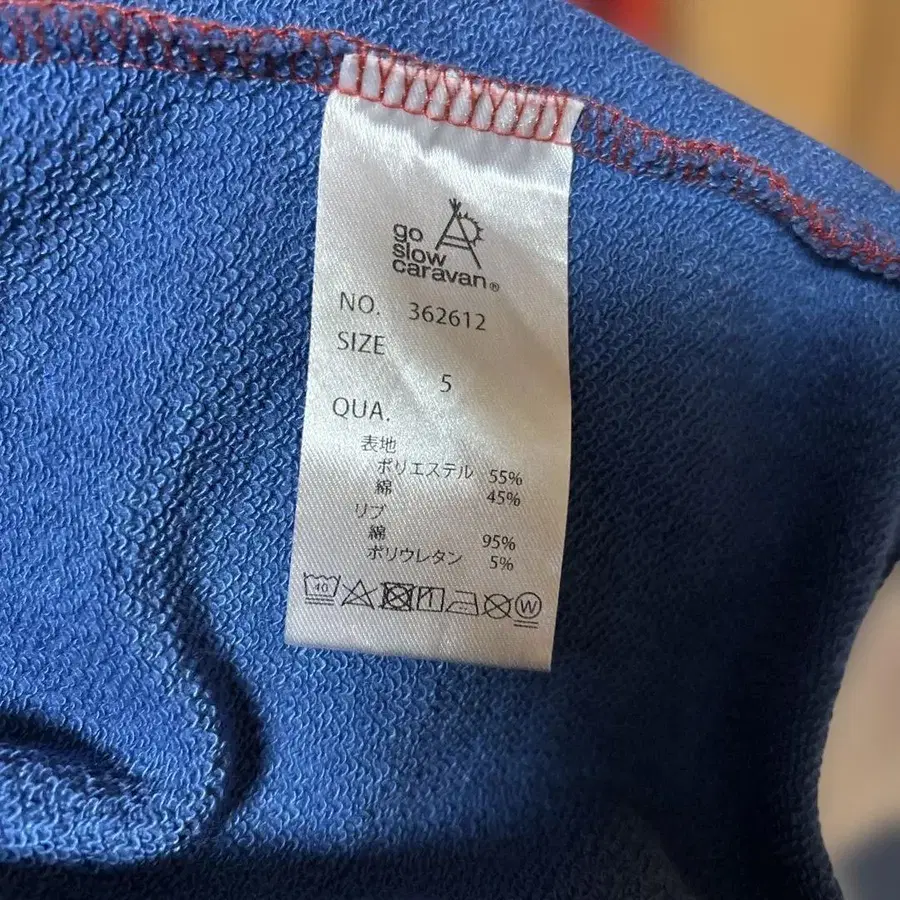 go
slow
caravan®
NO. 362612
SIZE
5
QUA.
表地
ポリエステル 55%
綿 45%
リブ
綿 95%
ポリウレタン 5%
40
W